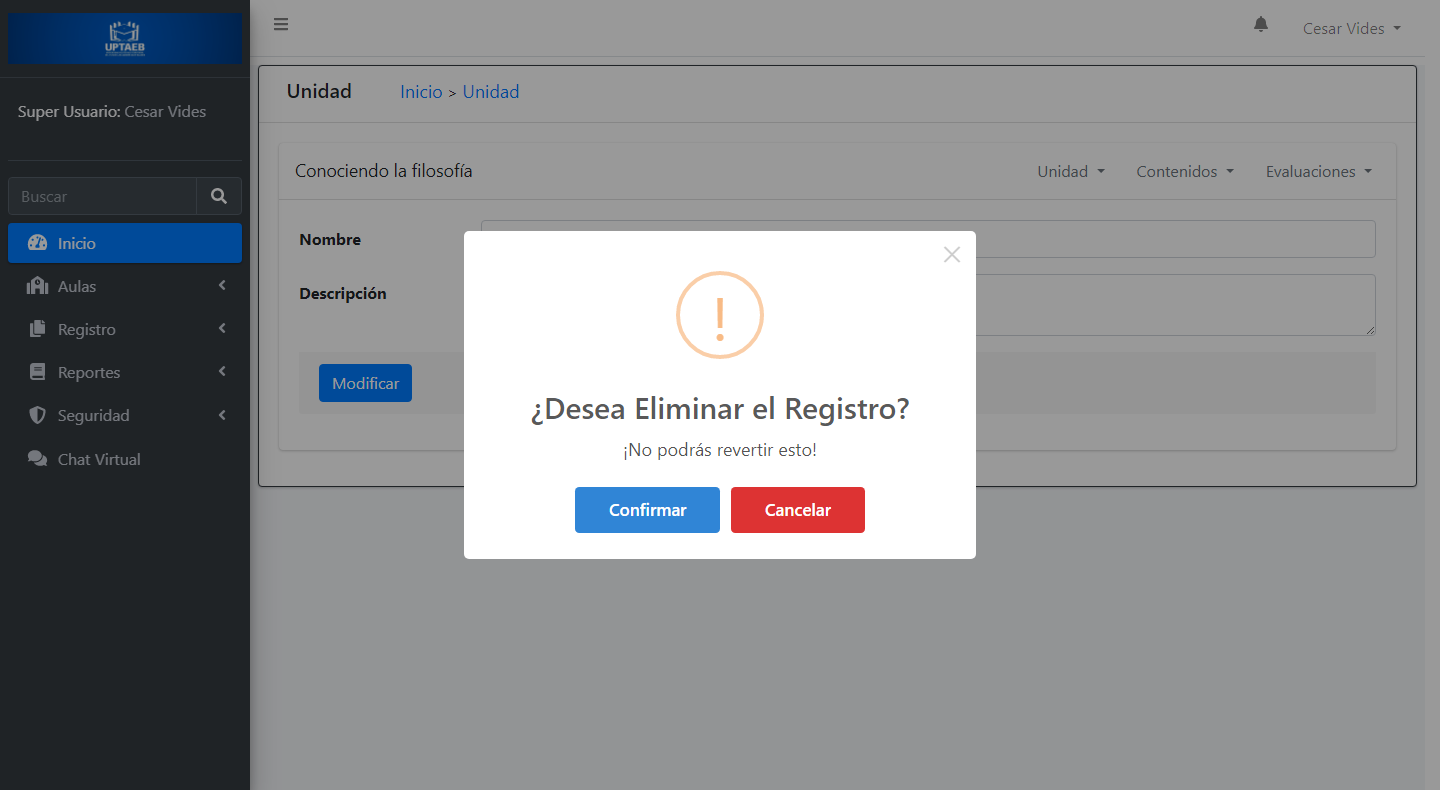 UPTAEB
Cesar Vides
Super Usuario: Cesar Vides
Buscar
Inicio
Aulas
Registro
Reportes
Seguridad
Chat Virtual
Unidad Inicio > Unidad
Conociendo la filosofía Unidad Contenidos Evaluaciones
Nombre
Descripción
Modificar
¿Desea Eliminar el Registro?
¡No podrás revertir esto!
Confirmar Cancelar